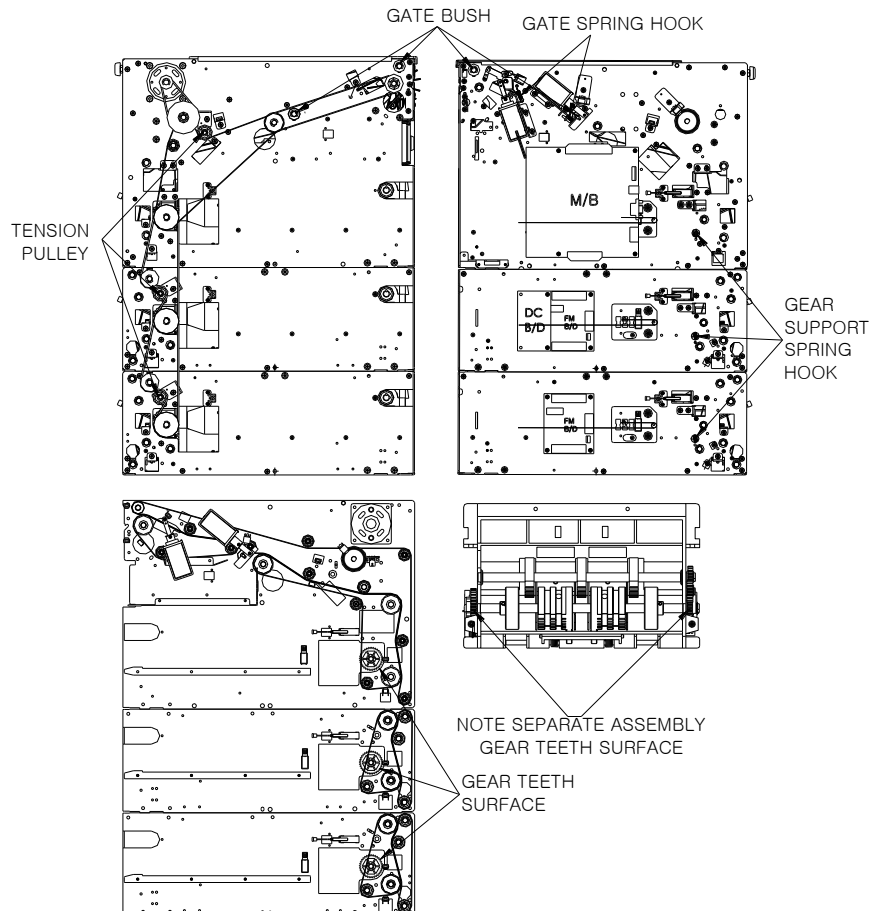 GATE BUSH
GATE SPRING HOOK
M/B
TENSION
PULLEY
DC
B/D
FM
B/D
GEAR
SUPPORT
SPRING
HOOK
FM
B/D
NOTE SEPARATE ASSEMBLY
GEAR TEETH SURFACE
GEAR TEETH
SURFACE